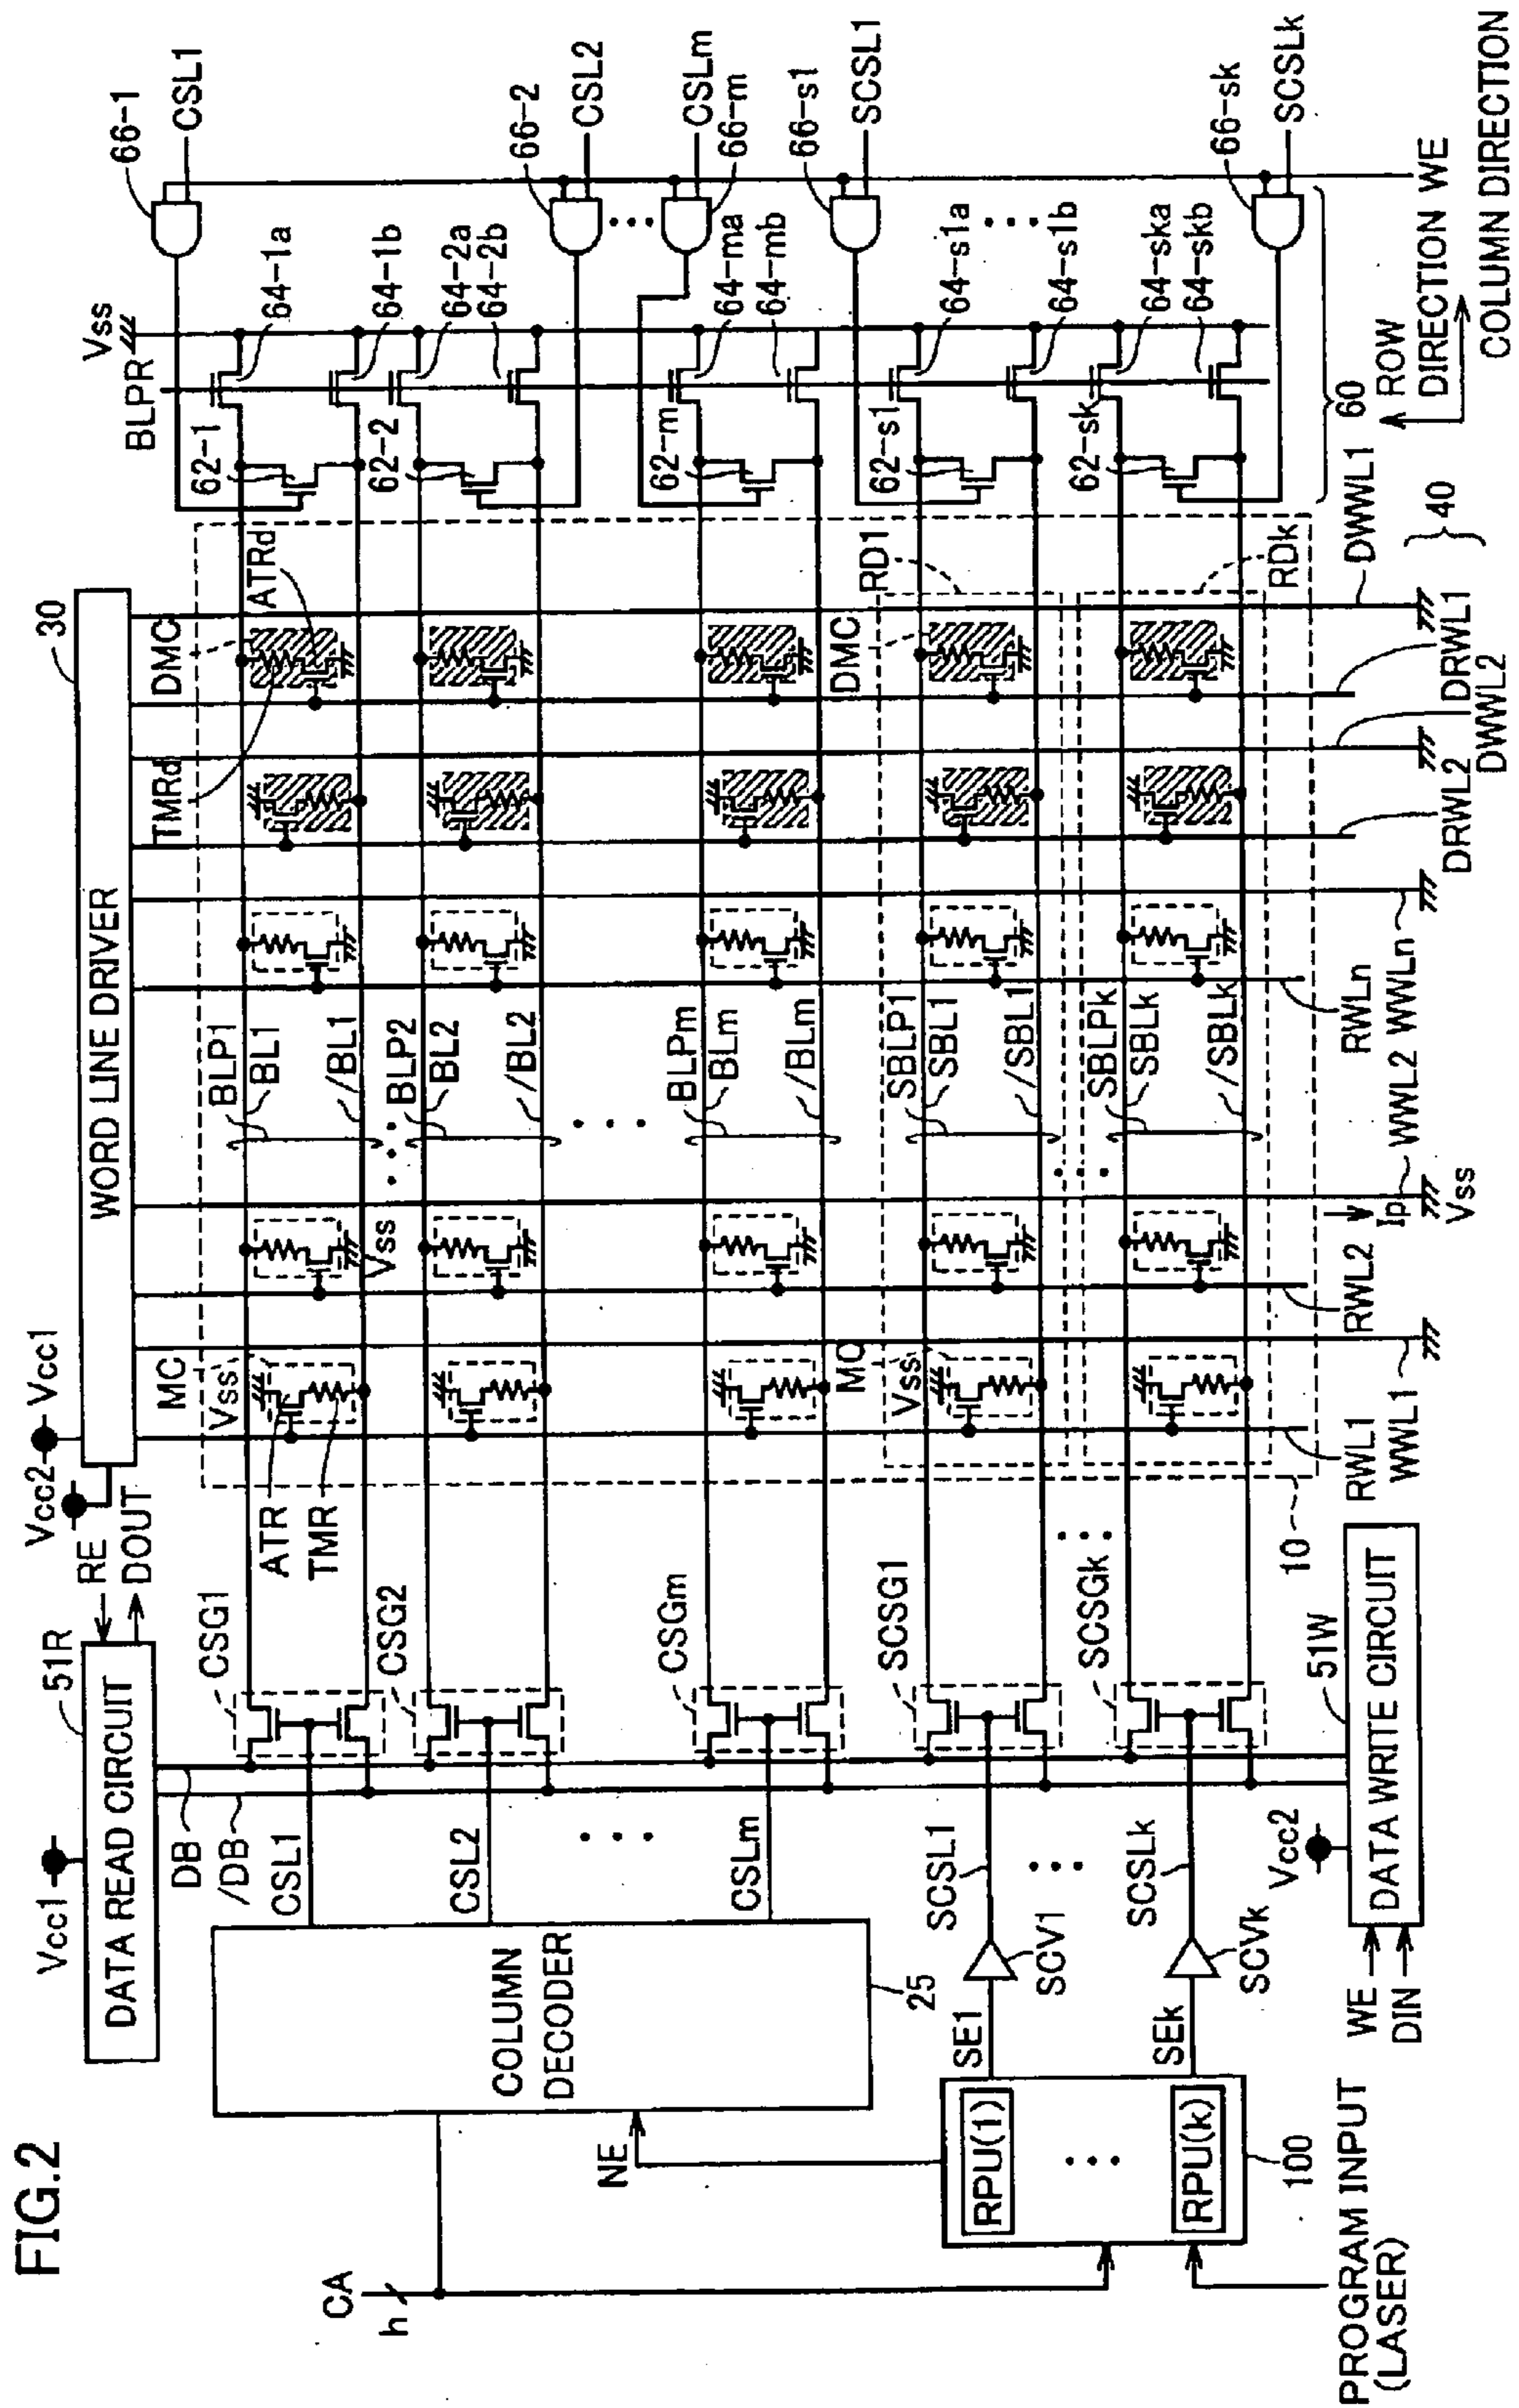 FIG.2
66-1
CSL1
66-2
CSL2
CSLm
66-m
66-s1
SCSL1
66-sk
SCSLk
Vss
BLPR
64-1a
64-1b
64-2a
64-2b
64-ma
64-mb
64-s1a
64-s1b
64-ska
64-skb
62-1
62-2
62-m
62-s1
62-sk
60
ROW
DIRECTION
WE
COLUMN DIRECTION
30
WORD LINE DRIVER
DMC
ATRd
TMRd
DMC
RD1
RDk
DWWL1
40
DRWL1
DWWL2
DRWL2
BLP1
BL1
/BL1
BLP2
BL2
/BL2
BLPm
BLm
/BLm
SBLP1
SBL1
/SBL1
SBLPk
SBLk
/SBLk
RWLn
WWLn
WWL2
Ip
Vss
RWL2
Vss
Vcc1
Vcc2
MC
Vss
MC
Vss
ATR
TMR
RWL1
WWL1
10
RE
DOUT
51R
DATA READ CIRCUIT
Vcc1
DB
/DB
CSG1
CSG2
CSGm
SCSG1
SCSGk
51W
DATA WRITE CIRCUIT
Vcc2
WE
DIN
CSL1
CSL2
CSLm
SCSL1
SCSLk
COLUMN
DECODER
25
SCV1
SCVk
SE1
SEk
NE
RPU(1)
RPU(k)
100
CA
h
PROGRAM INPUT
(LASER)